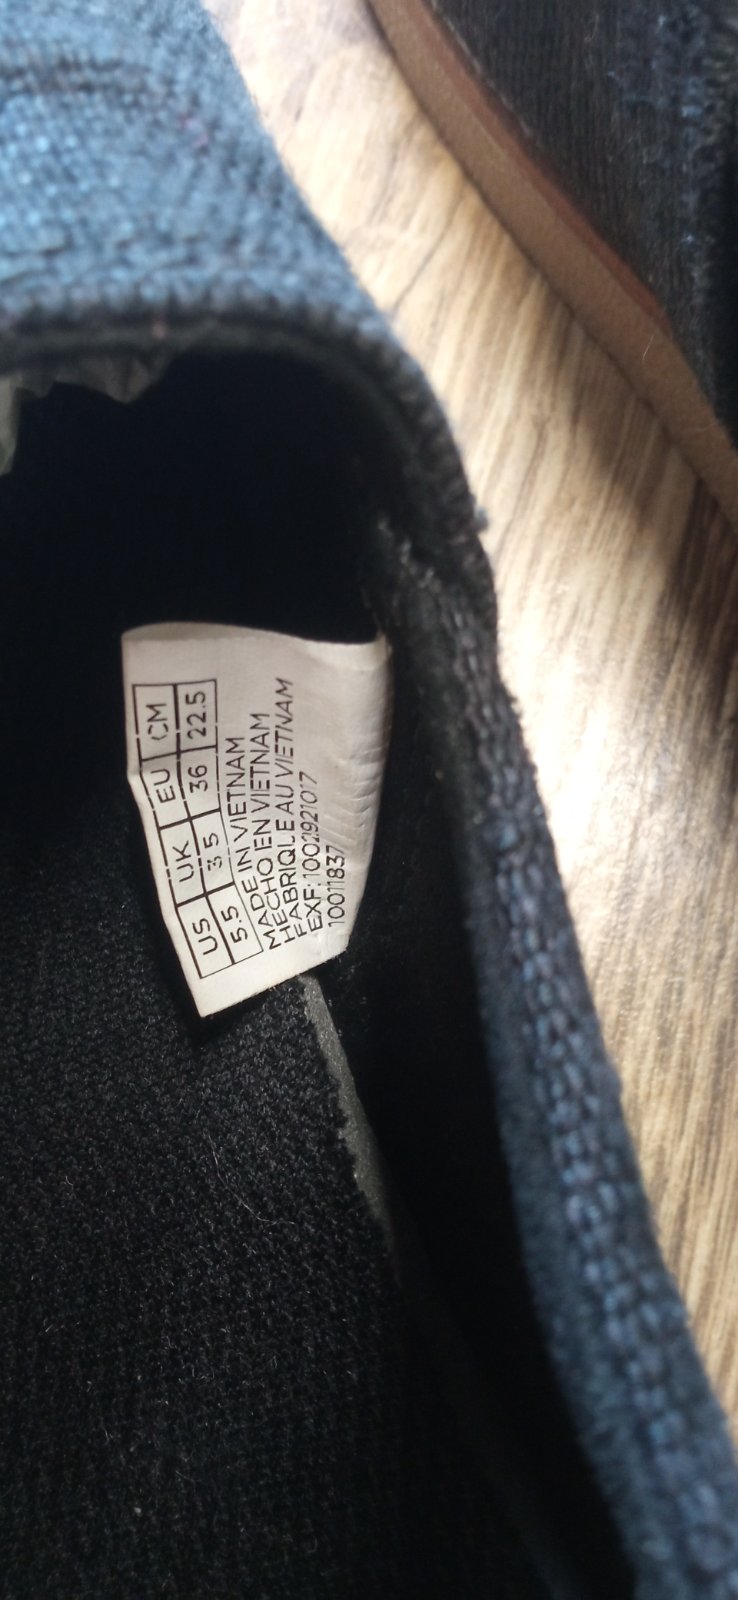 US UK EU CM
5.5 3.5 36 22.5
MADE IN VIETNAM
HECHO EN VIETNAM
FABRIQUE AU VIETNAM
EXF: 1002921017
10011837